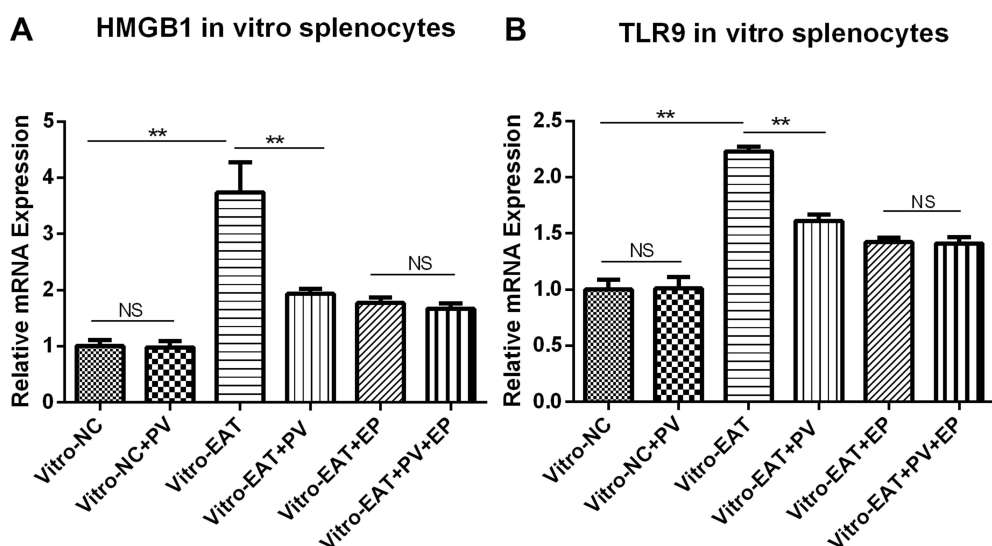 A HMGB1 in vitro splenocytes
Relative mRNA Expression
5
4
3
2
1
0
**
**
NS
NS
Vitro-NC
Vitro-NC+PV
Vitro-EAT
Vitro-EAT+PV
Vitro-EAT+EP
Vitro-EAT+PV+EP
B TLR9 in vitro splenocytes
Relative mRNA Expression
2.5
2.0
1.5
1.0
0.5
0.0
**
**
NS
NS
Vitro-NC
Vitro-NC+PV
Vitro-EAT
Vitro-EAT+PV
Vitro-EAT+EP
Vitro-EAT+PV+EP